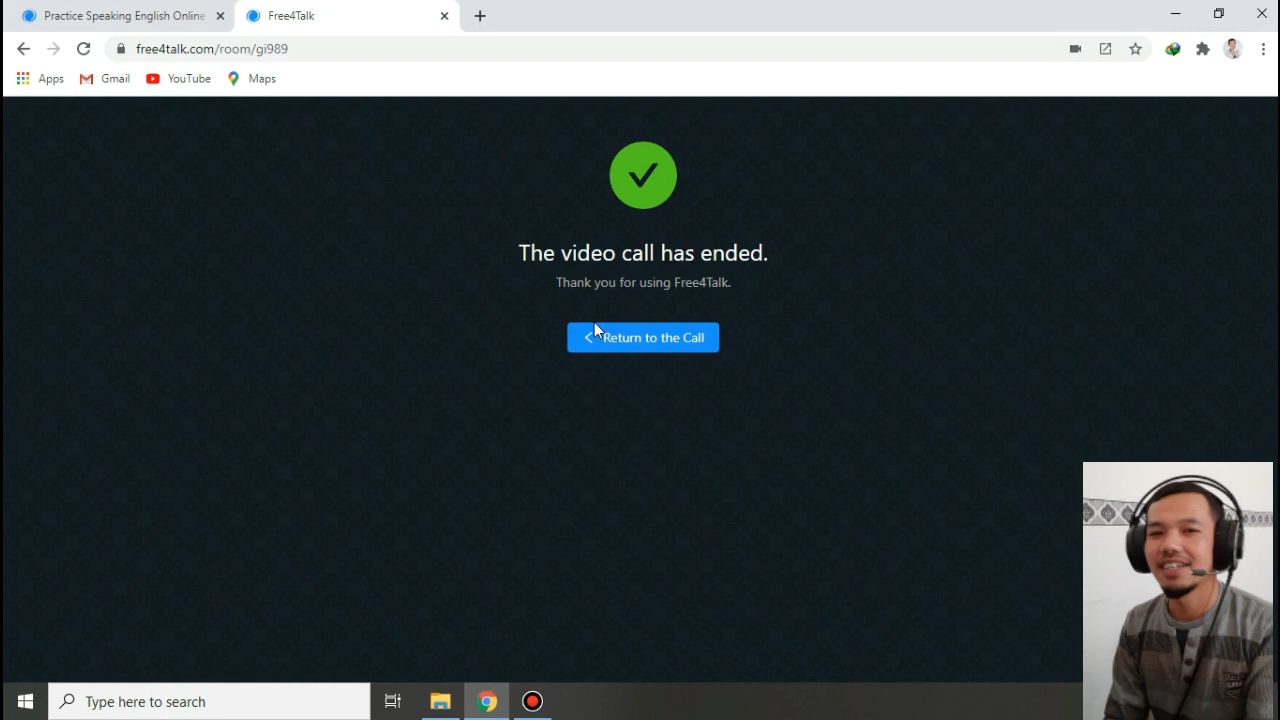 Practice Speaking English Online
Free4Talk
free4talk.com/room/gi989
Apps
Gmail
YouTube
Maps
The video call has ended.
Thank you for using Free4Talk.
Return to the Call
Type here to search